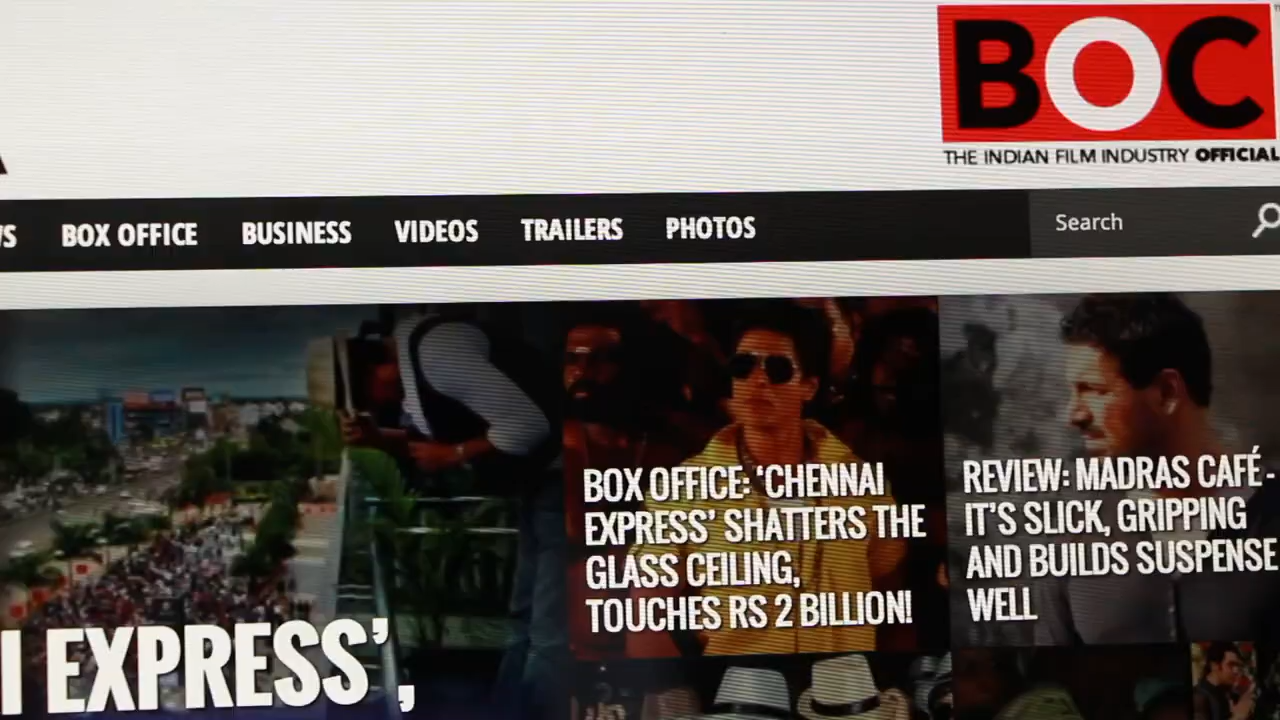 BOC
THE INDIAN FILM INDUSTRY OFFICIAL
BOX OFFICE BUSINESS VIDEOS TRAILERS PHOTOS Search
BOX OFFICE: ‘CHENNAI
EXPRESS’ SHATTERS THE
GLASS CEILING,
TOUCHES RS 2 BILLION!
REVIEW: MADRAS CAFÉ -
IT’S SLICK, GRIPPING
AND BUILDS SUSPENSE
WELL
I EXPRESS’,